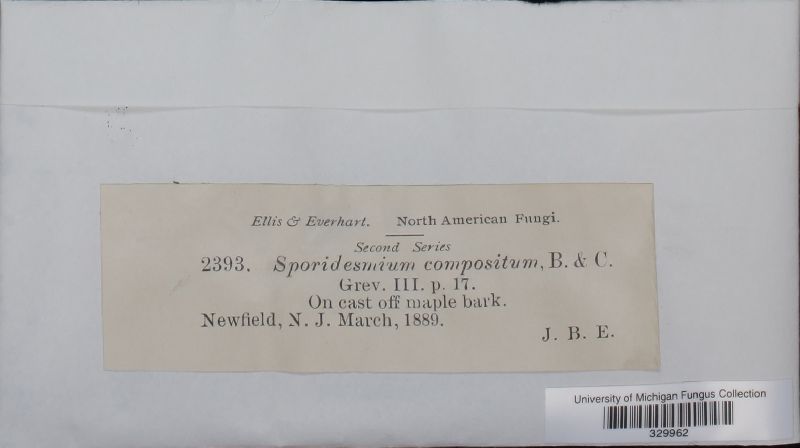 Ellis & Everhart. North American Fungi.
Second Series
2393. Sporidesmium compositum, B. & C.
Grev. III. p. 17.
On cast off maple bark.
Newfield, N. J. March, 1889.
J. B. E.
University of Michigan Fungus Collection
329962